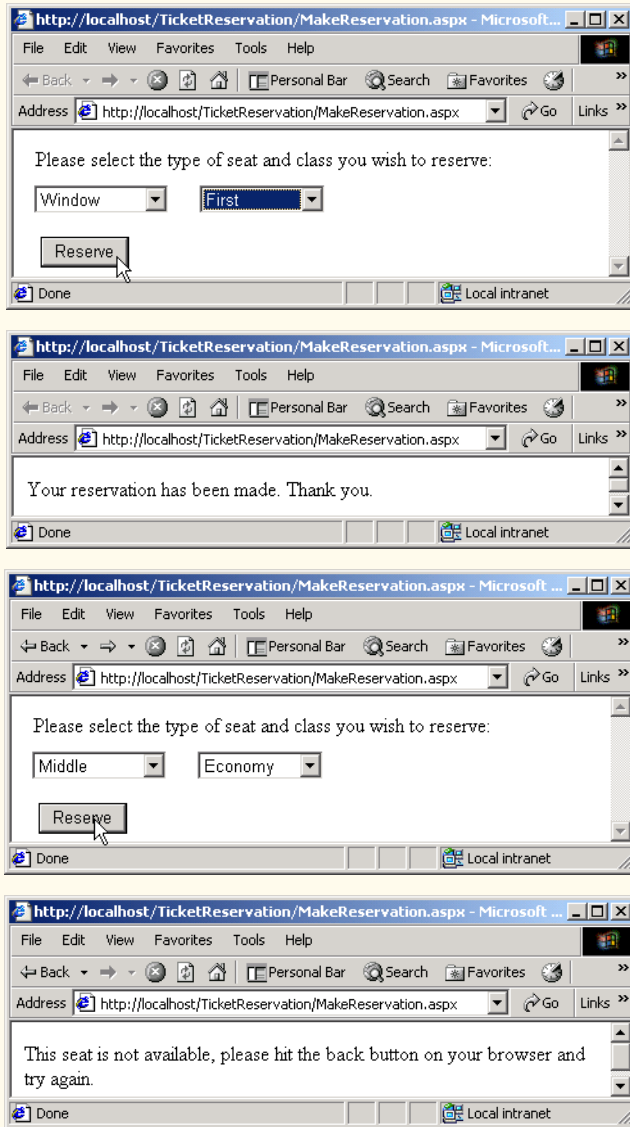 http://localhost/TicketReservation/MakeReservation.aspx - Microsoft...
File Edit View Favorites Tools Help
Back Personal Bar Search Favorites »
Address http://localhost/TicketReservation/MakeReservation.aspx Go Links »
Please select the type of seat and class you wish to reserve:
Window First
Reserve
Done Local intranet
http://localhost/TicketReservation/MakeReservation.aspx - Microsoft...
File Edit View Favorites Tools Help
Back Personal Bar Search Favorites »
Address http://localhost/TicketReservation/MakeReservation.aspx Go Links »
Your reservation has been made. Thank you.
Done Local intranet
http://localhost/TicketReservation/MakeReservation.aspx - Microsoft ...
File Edit View Favorites Tools Help
Back Personal Bar Search Favorites »
Address http://localhost/TicketReservation/MakeReservation.aspx Go Links »
Please select the type of seat and class you wish to reserve:
Middle Economy
Reserve
Done Local intranet
http://localhost/TicketReservation/MakeReservation.aspx - Microsoft ...
File Edit View Favorites Tools Help
Back Personal Bar Search Favorites »
Address http://localhost/TicketReservation/MakeReservation.aspx Go Links »
This seat is not available, please hit the back button on your browser and
try again.
Done Local intranet